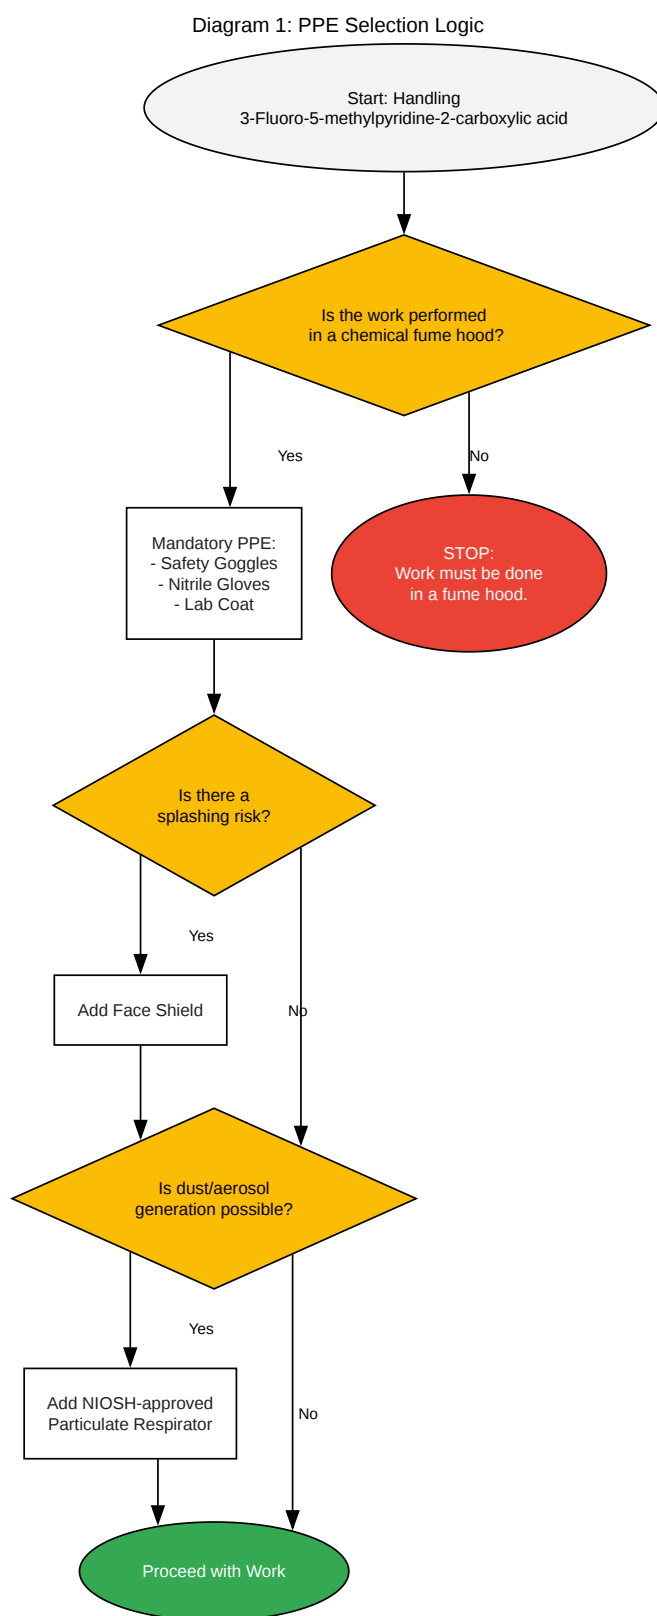 Diagram 1: PPE Selection Logic
Start: Handling
3-Fluoro-5-methylpyridine-2-carboxylic acid
Is the work performed
in a chemical fume hood?
Yes
No
Mandatory PPE:
- Safety Goggles
- Nitrile Gloves
- Lab Coat
STOP:
Work must be done
in a fume hood.
Is there a
splashing risk?
Yes
Add Face Shield
No
Is dust/aerosol
generation possible?
Yes
Add NIOSH-approved
Particulate Respirator
No
Proceed with Work